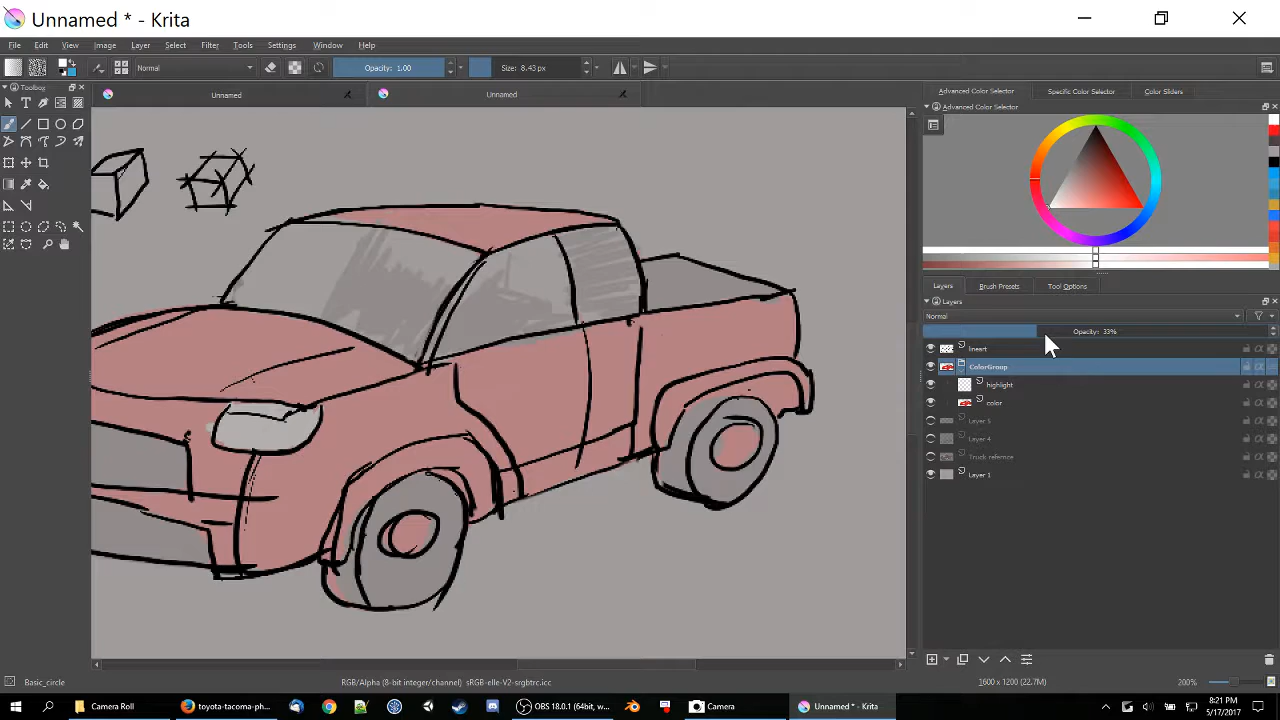 Unnamed * - Krita
File Edit View Image Layer Select Filter Tools Settings Window Help
Normal Opacity: 1.00 Size: 8.43 px
Toolbox
Unnamed Unnamed
Advanced Color Selector Specific Color Selector Color Sliders
Advanced Color Selector
Layers Brush Presets Tool Options
Layers
Normal
Opacity: 33%
lineart
ColorGroup
highlight
color
Layer 5
Layer 4
Truck refernce
Layer 1
Basic_circle RGB/Alpha (8-bit integer/channel) sRGB-elle-V2-srgbtrc.icc 1600 x 1200 (22.7M) 200%
Camera Roll toyota-tacoma-ph... OBS 18.0.1 (64bit, w... Camera Unnamed * - Krita
8:21 PM
5/17/2017